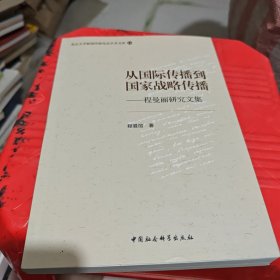 从国际传播到
国家战略传播
——程曼丽研究文集
程曼丽 著
中国社会科学出版社